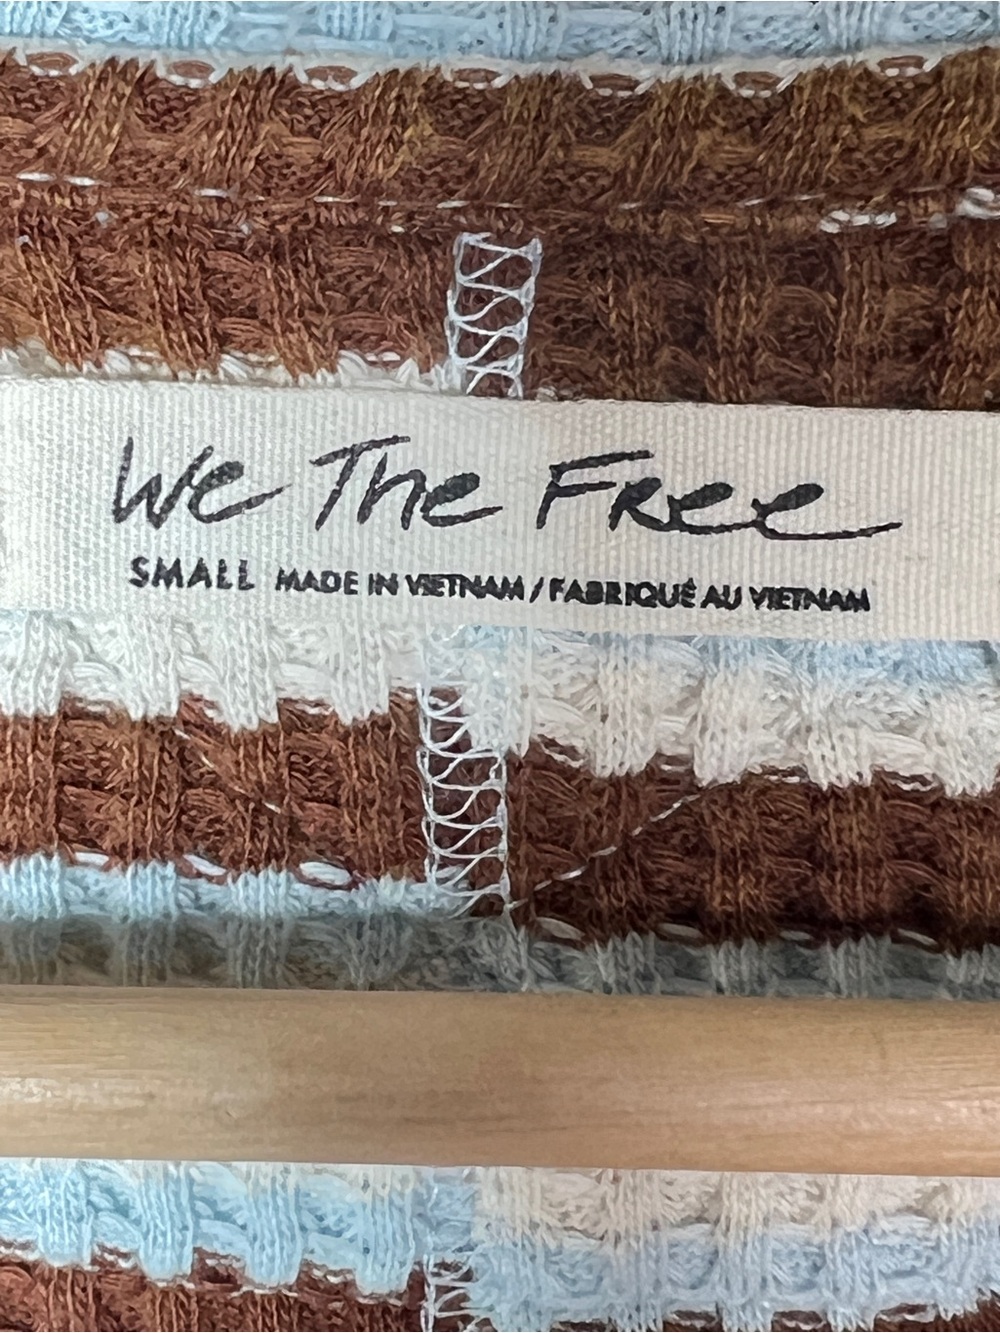 We The Free
SMALL MADE IN VIETNAM / FABRIQUÉ AU VIETNAM